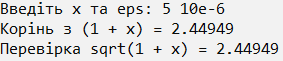 Введіть x та eps: 5 10e-6
Корінь з (1 + x) = 2.44949
Перевірка sqrt(1 + x) = 2.44949